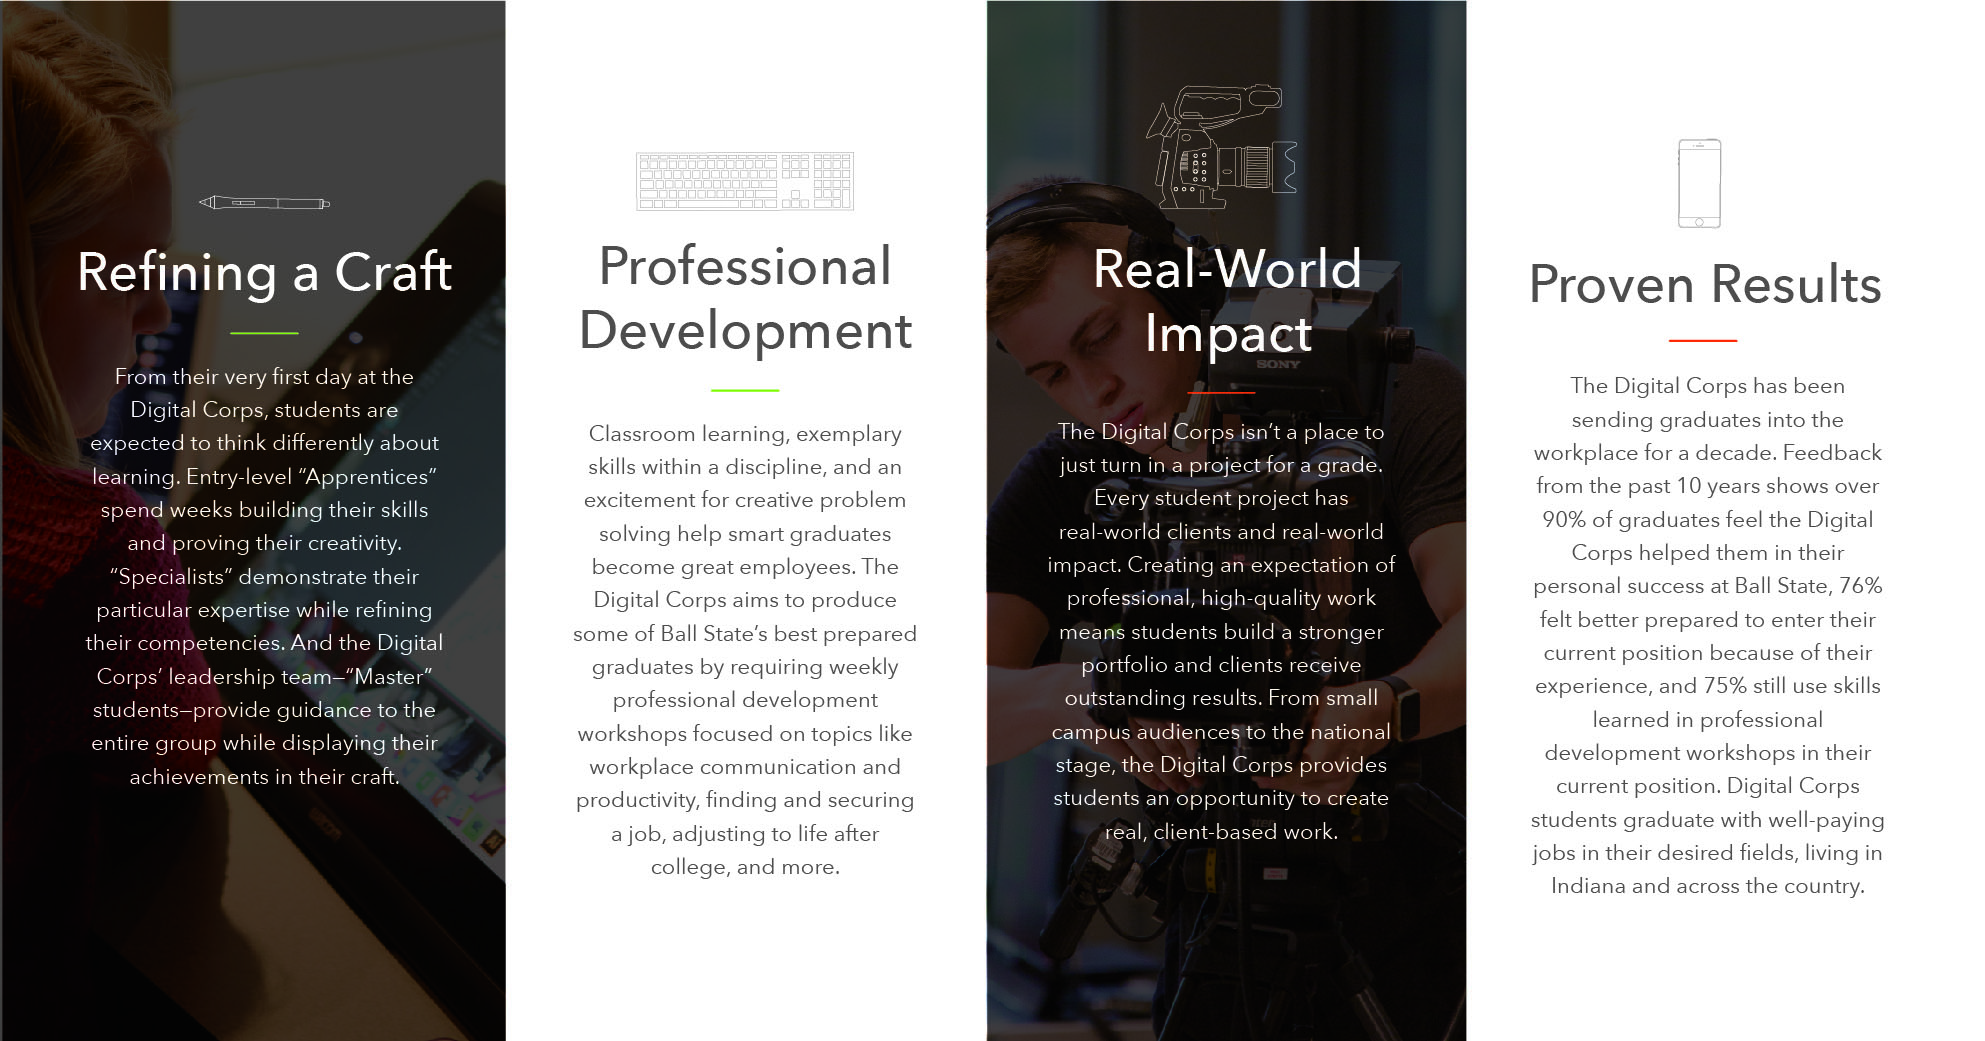 Refining a Craft
From their very first day at the
Digital Corps, students are
expected to think differently about
learning. Entry-level “Apprentices”
spend weeks building their skills
and proving their creativity.
“Specialists” demonstrate their
particular expertise while refining
their competencies. And the Digital
Corps’ leadership team—“Master”
students—provide guidance to the
entire group while displaying their
achievements in their craft.
Professional
Development
Classroom learning, exemplary
skills within a discipline, and an
excitement for creative problem
solving help smart graduates
become great employees. The
Digital Corps aims to produce
some of Ball State’s best prepared
graduates by requiring weekly
professional development
workshops focused on topics like
workplace communication and
productivity, finding and securing
a job, adjusting to life after
college, and more.
Real-World
Impact
SONY
The Digital Corps isn’t a place to
just turn in a project for a grade.
Every student project has
real-world clients and real-world
impact. Creating an expectation of
professional, high-quality work
means students build a stronger
portfolio and clients receive
outstanding results. From small
campus audiences to the national
stage, the Digital Corps provides
students an opportunity to create
real, client-based work.
Proven Results
The Digital Corps has been
sending graduates into the
workplace for a decade. Feedback
from the past 10 years shows over
90% of graduates feel the Digital
Corps helped them in their
personal success at Ball State, 76%
felt better prepared to enter their
current position because of their
experience, and 75% still use skills
learned in professional
development workshops in their
current position. Digital Corps
students graduate with well-paying
jobs in their desired fields, living in
Indiana and across the country.